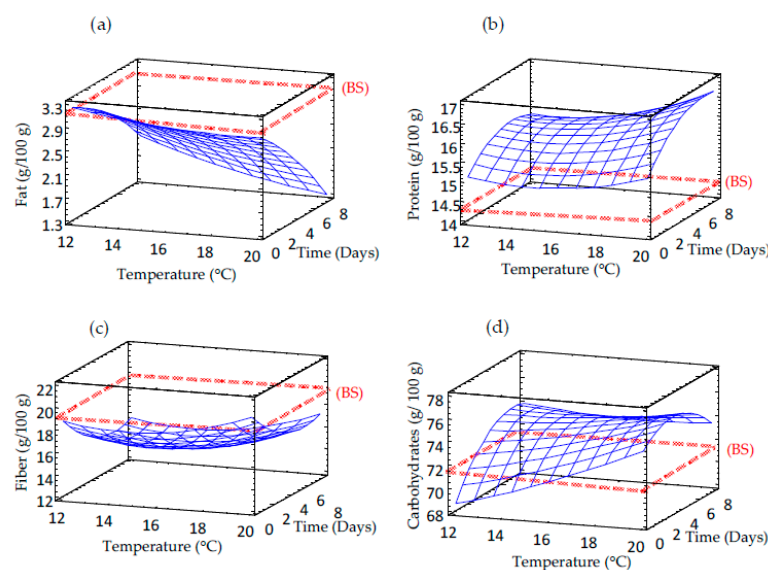 (a)
(BS)
3.3
2.9
2.5
2.1
1.7
1.3
Fat (g/100 g)
12 14 16 18 20
0 2 4 6 8
Temperature (°C)
Time (Days)
(b)
17
16.5
16
15.5
15
14.5
14
Protein (g/100 g)
(BS)
12 14 16 18 20
0 2 4 6 8
Temperature (°C)
Time (Days)
(c)
22
20
18
16
14
12
Fiber (g/100 g)
(BS)
12 14 16 18 20
0 2 4 6 8
Temperature (°C)
Time (Days)
(d)
78
76
74
72
70
68
Carbohydrates (g/ 100 g)
(BS)
12 14 16 18 20
0 2 4 6 8
Temperature (°C)
Time (Days)